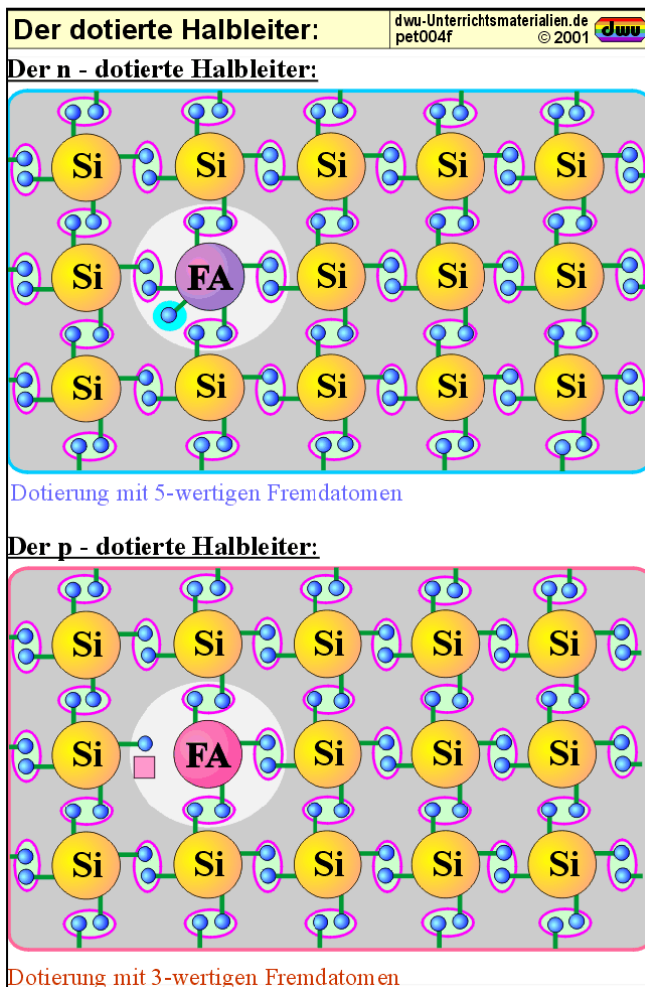 Der dotierte Halbleiter:
dwu-Unterrichtsmaterialien.de
pet004f © 2001
dwu
Der n - dotierte Halbleiter:
Si Si Si Si Si
Si FA Si Si Si
Si Si Si Si Si
Dotierung mit 5-wertigen Fremdatomen
Der p - dotierte Halbleiter:
Si Si Si Si Si
Si FA Si Si Si
Si Si Si Si Si
Dotierung mit 3-wertigen Fremdatomen